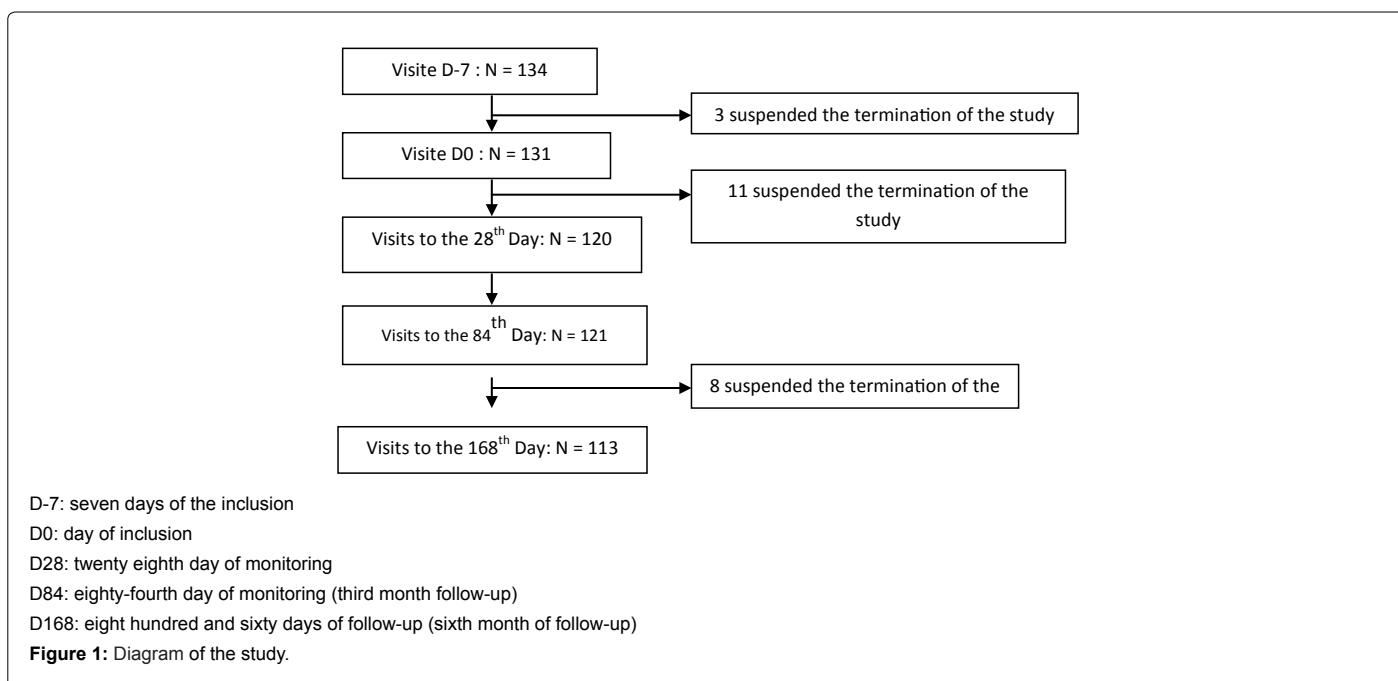 Visite D-7 : N = 134
3 suspended the termination of the study
Visite D0 : N = 131
11 suspended the termination of the
study
Visits to the 28th Day: N = 120
Visits to the 84th Day: N = 121
8 suspended the termination of the
Visits to the 168th Day: N = 113
D-7: seven days of the inclusion
D0: day of inclusion
D28: twenty eighth day of monitoring
D84: eighty-fourth day of monitoring (third month follow-up)
D168: eight hundred and sixty days of follow-up (sixth month of follow-up)
Figure 1: Diagram of the study.